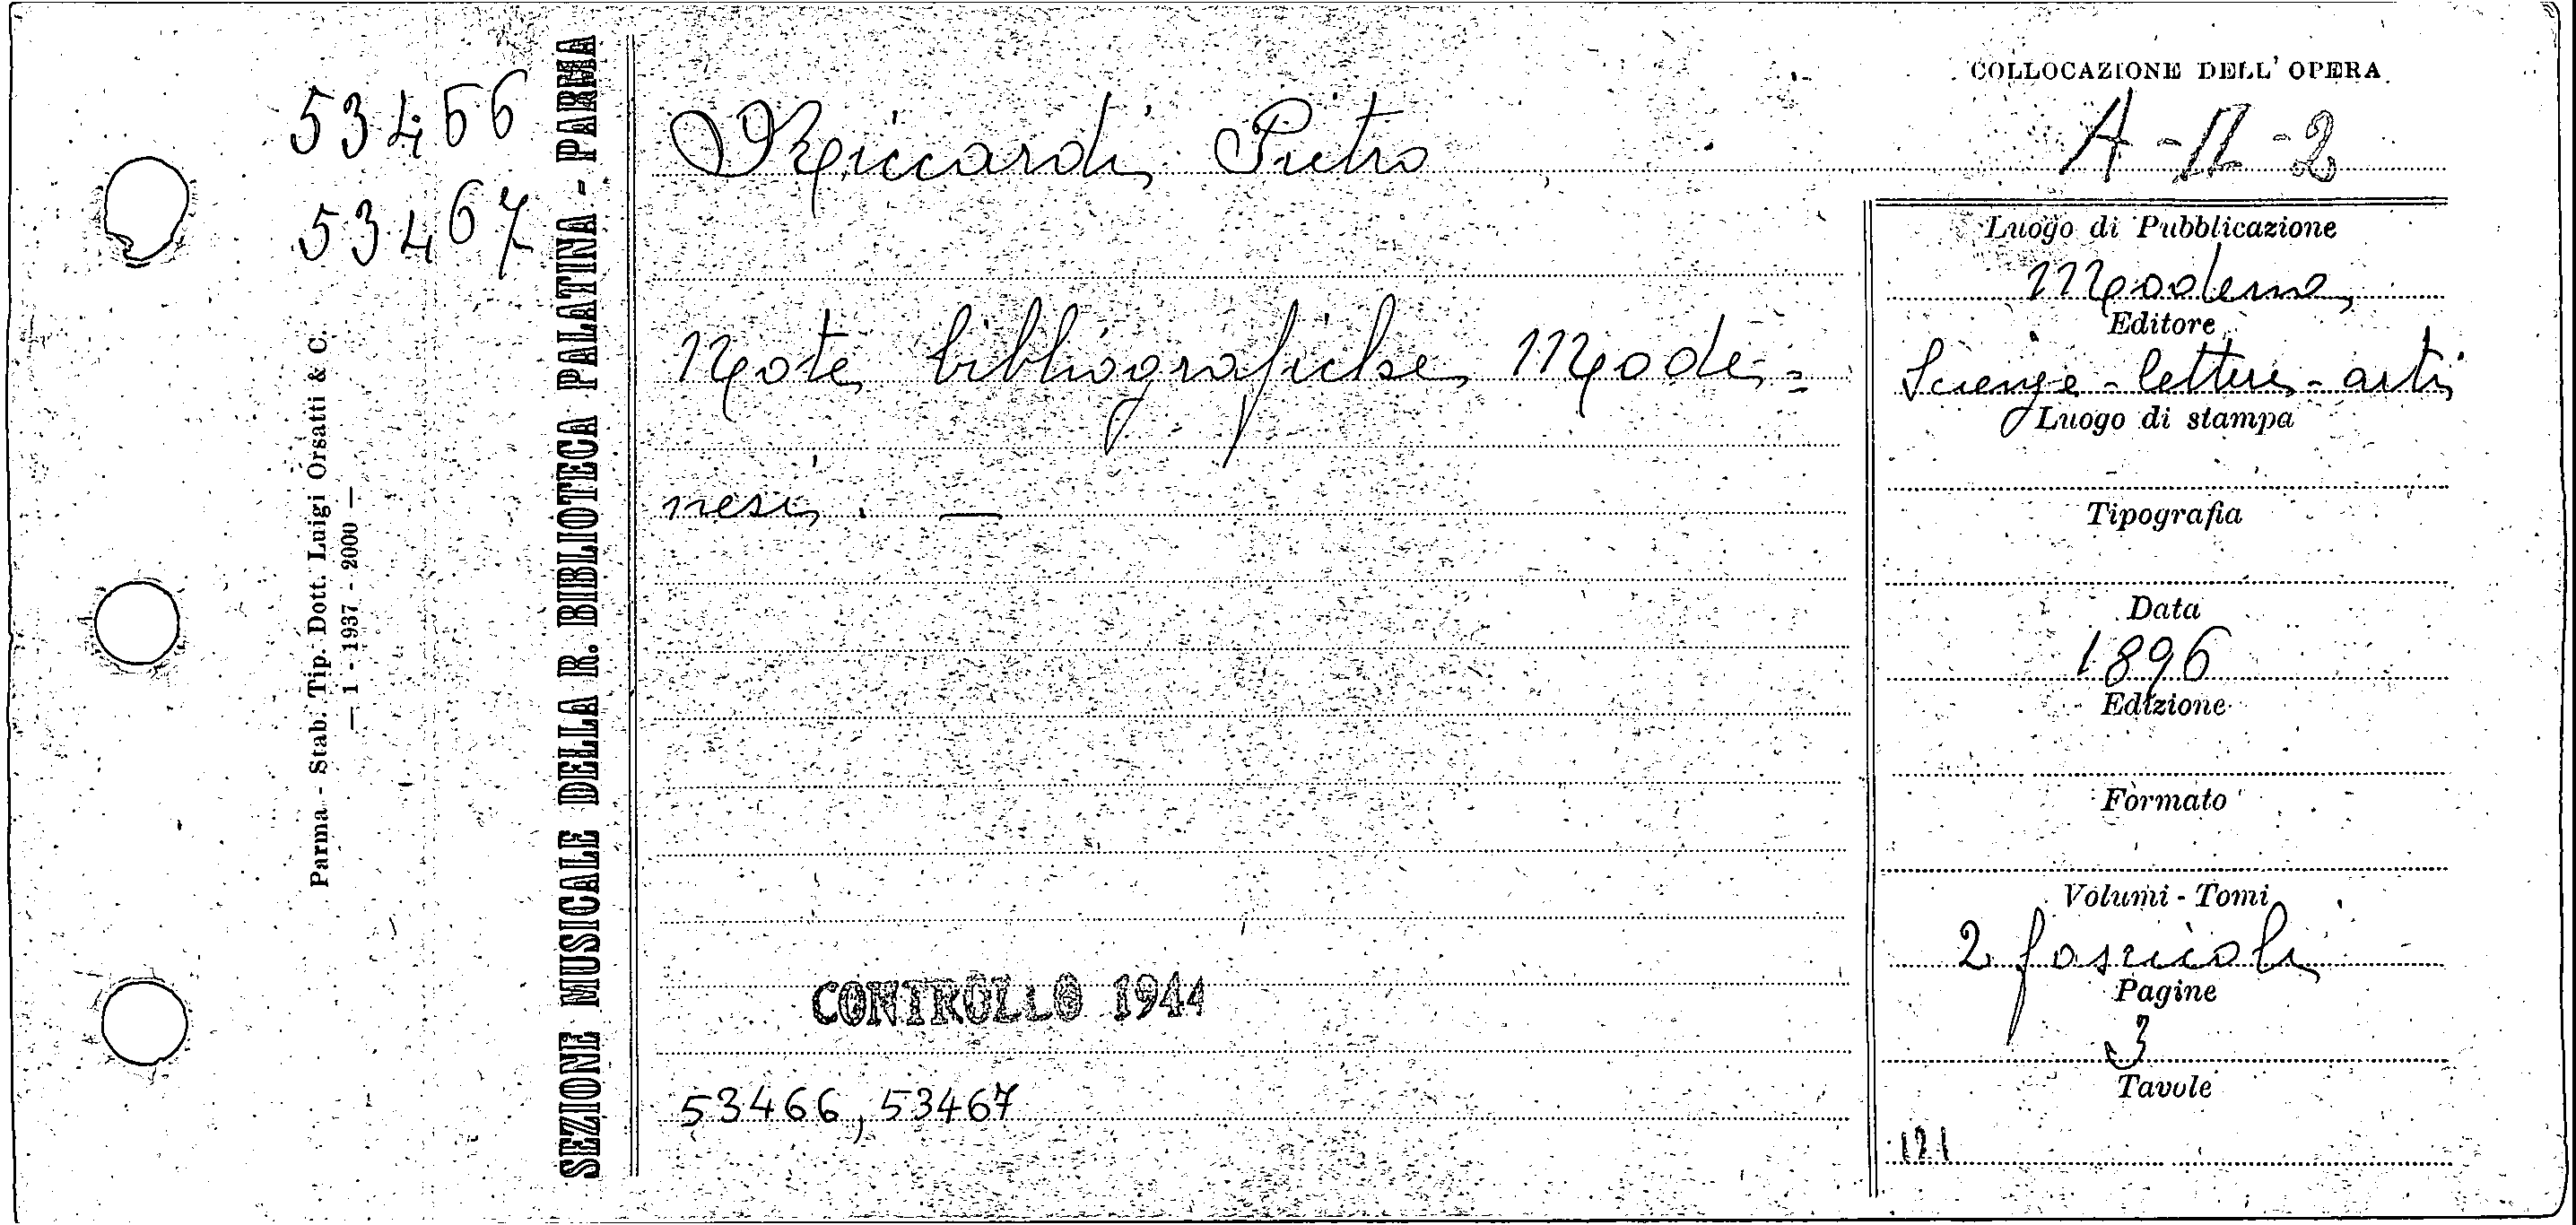 53466
53467
Parma - Stab. Tip. Dott. Luigi Orsatti & C.
— 1 - 1937 - 2000 —
SEZIONE MUSICALE DELLA R. BIBLIOTECA PALATINA - PARMA
Riccardi Pietro
Note bibliografiche Mode=
nesi. —
CONTROLLO 1944
53466, 53467
COLLOCAZIONE DELL' OPERA
A-II-2
Luogo di Pubblicazione
Modena
Editore
Scienze - lettere - arti
Luogo di stampa
Tipografia
Data
1896
Edizione
Formato
Volumi - Tomi
2 fascicoli
Pagine
3
Tavole
121